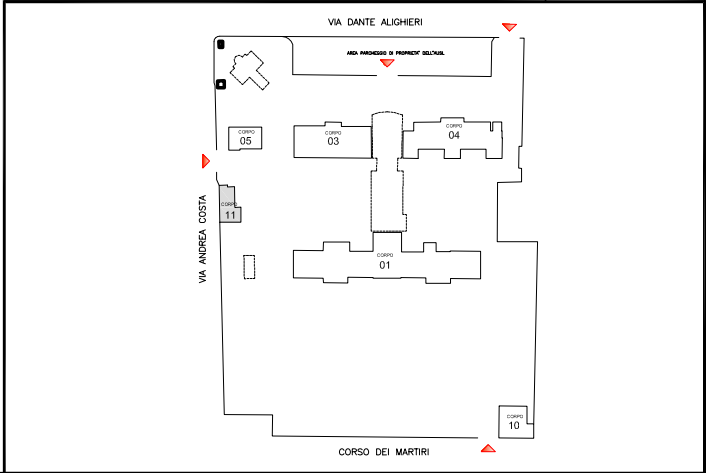 VIA DANTE ALIGHIERI
AREA PARCHEGGIO DI PROPRIETA' DELL'AUSL
CORPO
05
CORPO
03
CORPO
04
VIA ANDREA COSTA
CORPO
11
CORPO
01
CORPO
10
CORSO DEI MARTIRI